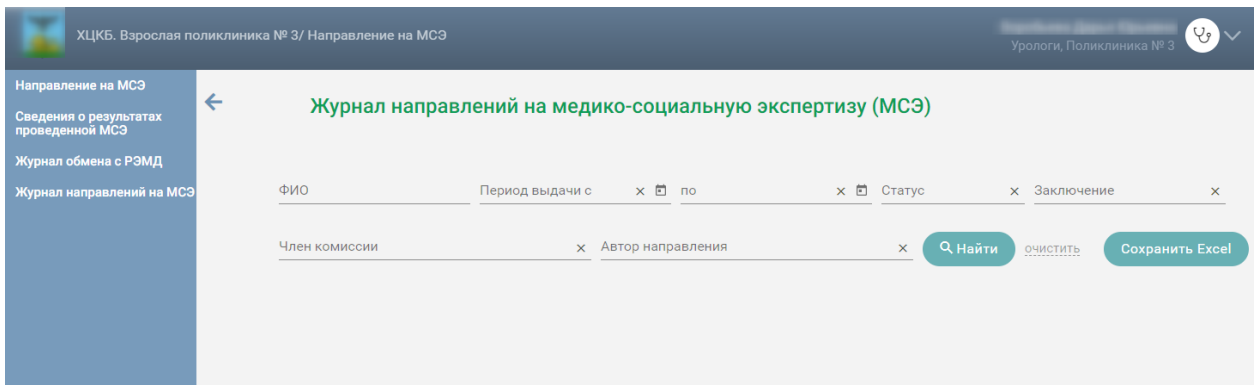 ХЦКБ. Взрослая поликлиника № 3/ Направление на МСЭ
Урологи, Поликлиника № 3
Направление на МСЭ
Сведения о результатах
проведенной МСЭ
Журнал обмена с РЭМД
Журнал направлений на МСЭ
Журнал направлений на медико-социальную экспертизу (МСЭ)
ФИО Период выдачи с по Статус Заключение
Член комиссии Автор направления Найти очистить Сохранить Excel